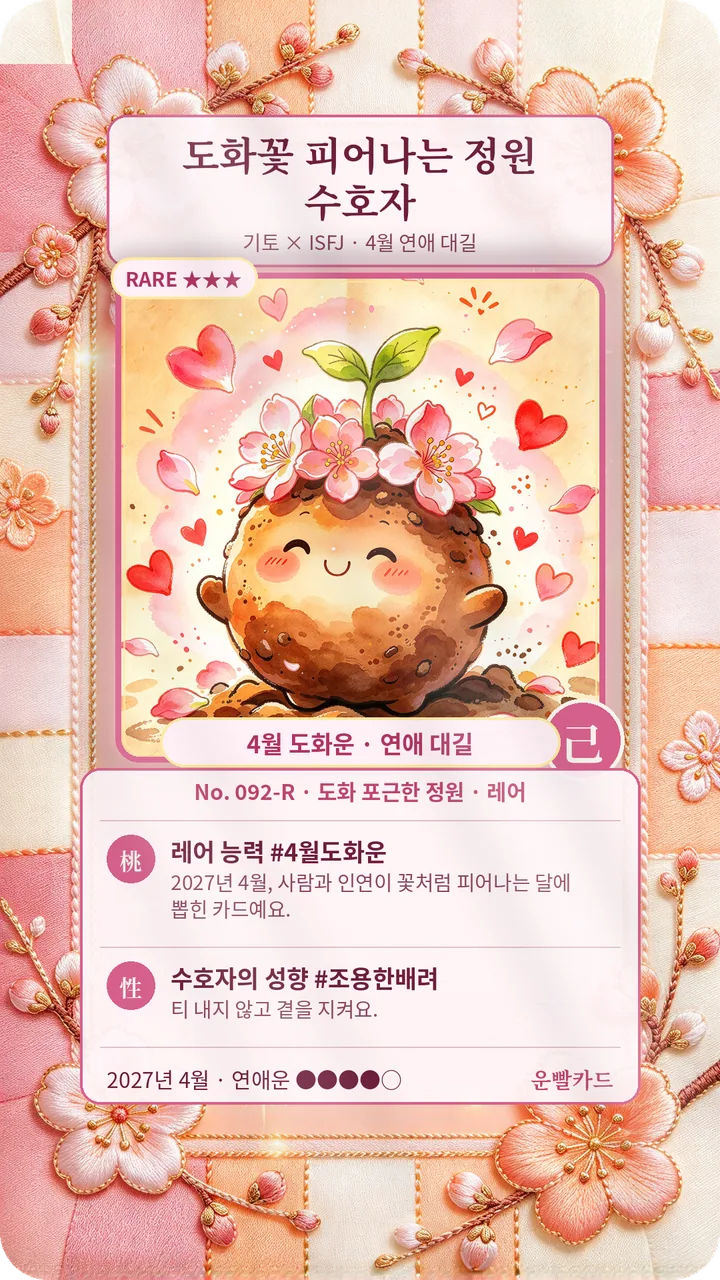 도화꽃 피어나는 정원
수호자
기토 × ISFJ · 4월 연애 대길
RARE ★★★
4월 도화운 · 연애 대길
己
No. 092-R · 도화 포근한 정원 · 레어
桃
레어 능력 #4월도화운
2027년 4월, 사람과 인연이 꽃처럼 피어나는 달에
뽑힌 카드예요.
性
수호자의 성향 #조용한배려
티 내지 않고 곁을 지켜요.
2027년 4월 · 연애운 ●●●●○
운빨카드